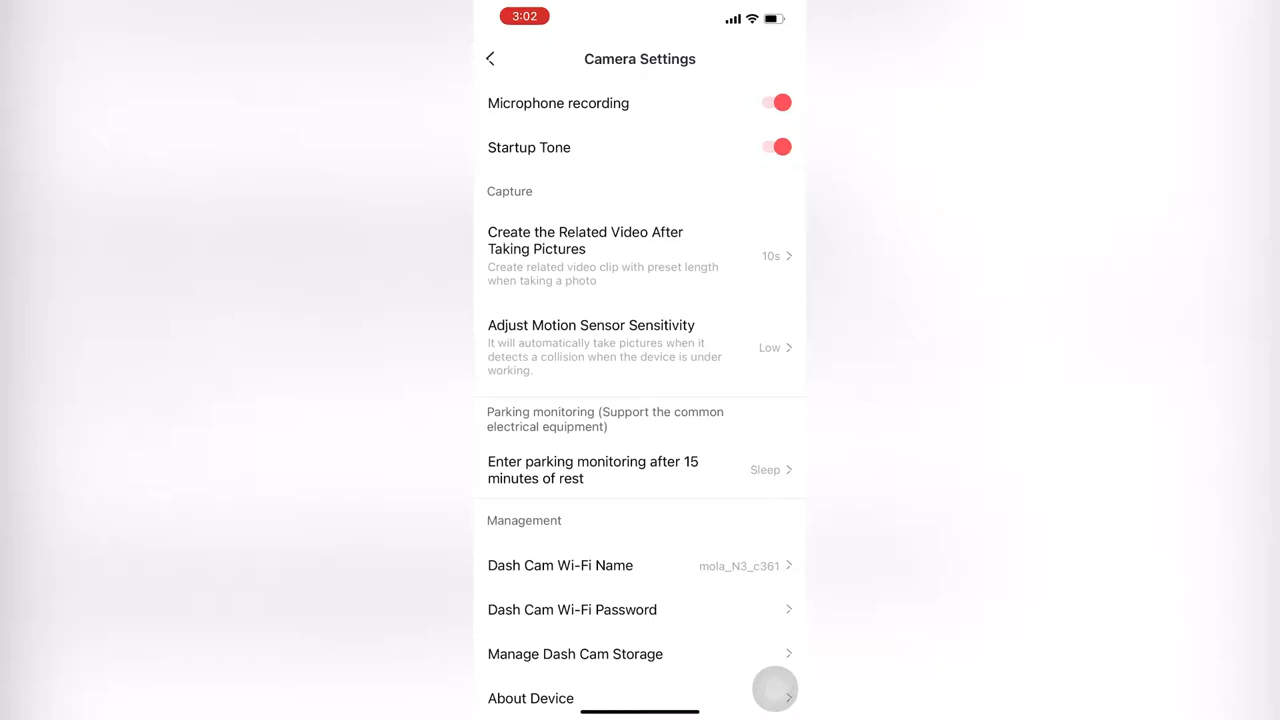 3:02
Camera Settings
Microphone recording
Startup Tone
Capture
Create the Related Video After
Taking Pictures
Create related video clip with preset length
when taking a photo
10s
Adjust Motion Sensor Sensitivity
It will automatically take pictures when it
detects a collision when the device is under
working.
Low
Parking monitoring (Support the common
electrical equipment)
Enter parking monitoring after 15
minutes of rest
Sleep
Management
Dash Cam Wi-Fi Name
mola_N3_c361
Dash Cam Wi-Fi Password
Manage Dash Cam Storage
About Device